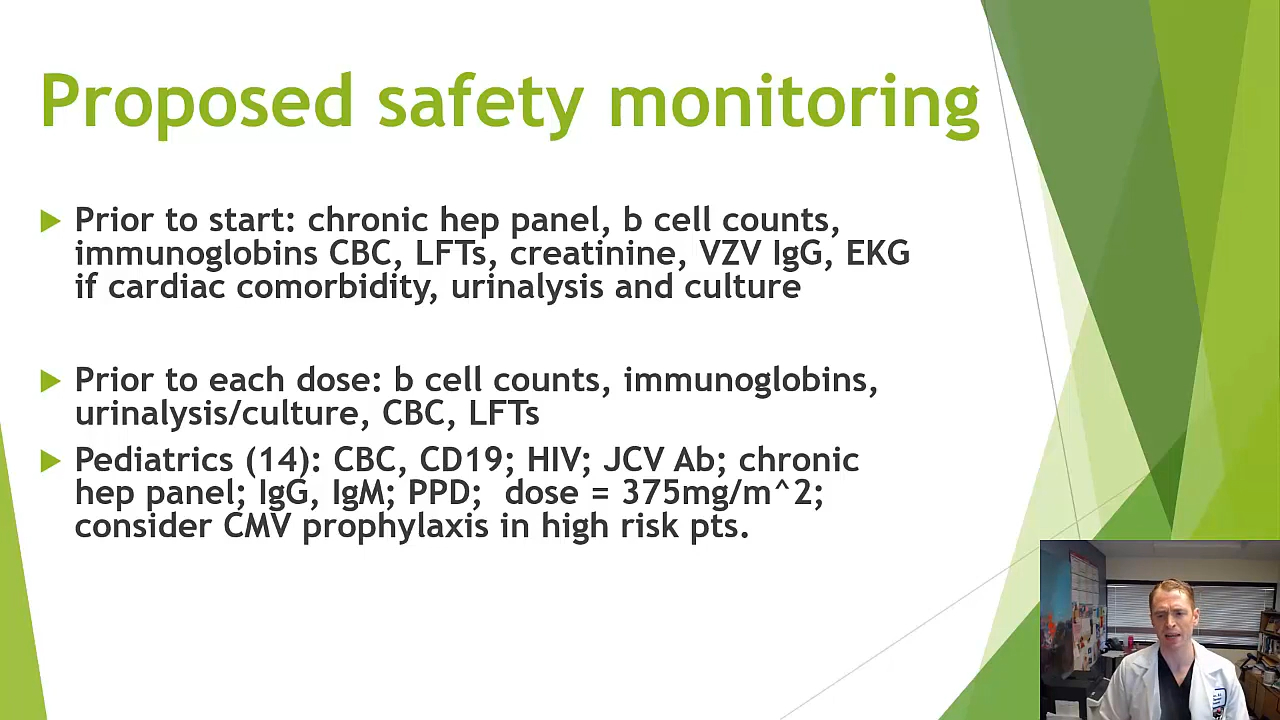 Proposed safety monitoring
Prior to start: chronic hep panel, b cell counts,
immunoglobins CBC, LFTs, creatinine, VZV IgG, EKG
if cardiac comorbidity, urinalysis and culture
Prior to each dose: b cell counts, immunoglobins,
urinalysis/culture, CBC, LFTs
Pediatrics (14): CBC, CD19; HIV; JCV Ab; chronic
hep panel; IgG, IgM; PPD;  dose = 375mg/m^2;
consider CMV prophylaxis in high risk pts.